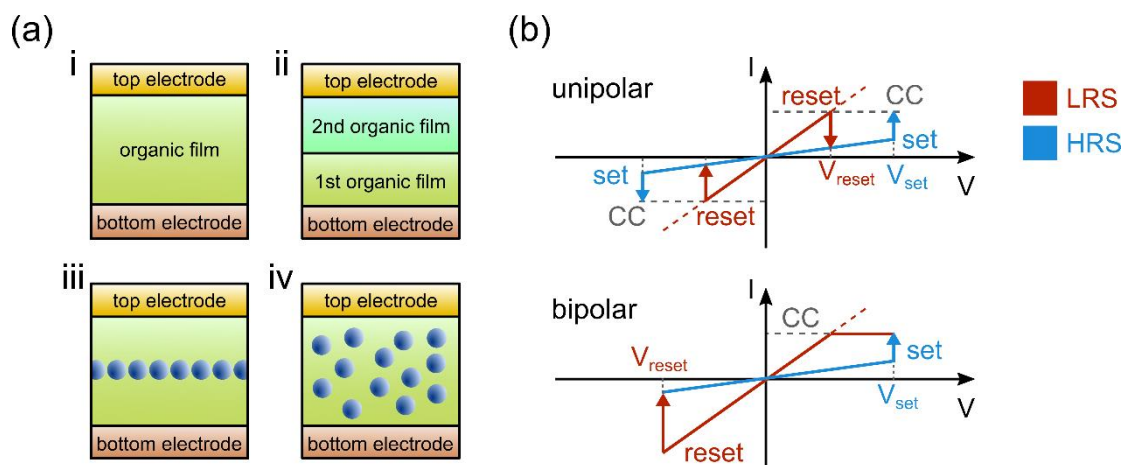 (a)
i
top electrode
organic film
bottom electrode
ii
top electrode
2nd organic film
1st organic film
bottom electrode
iii
top electrode
bottom electrode
iv
top electrode
bottom electrode
(b)
unipolar
I
reset
CC
set
V
Vreset
Vset
set
CC
reset
LRS
HRS
bipolar
I
CC
Vreset
set
Vset
V
reset